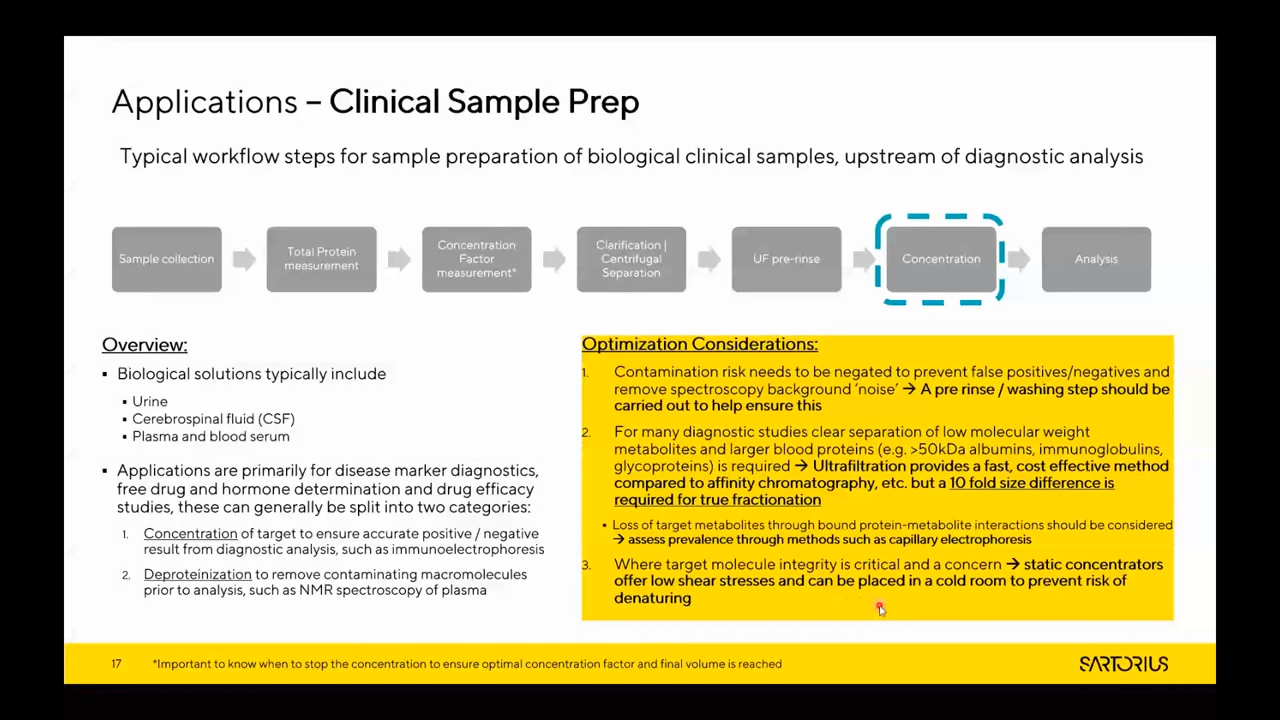 Applications – Clinical Sample Prep
Typical workflow steps for sample preparation of biological clinical samples, upstream of diagnostic analysis
Sample collection
Total Protein
measurement
Concentration
Factor
measurement*
Clarification |
Centrifugal
Separation
UF pre-rinse
Concentration
Analysis
Overview:
▪ Biological solutions typically include
▪ Urine
▪ Cerebrospinal fluid (CSF)
▪ Plasma and blood serum
▪ Applications are primarily for disease marker diagnostics,
free drug and hormone determination and drug efficacy
studies, these can generally be split into two categories:
1. Concentration of target to ensure accurate positive / negative
result from diagnostic analysis, such as immunoelectrophoresis
2. Deproteinization to remove contaminating macromolecules
prior to analysis, such as NMR spectroscopy of plasma
Optimization Considerations:
1. Contamination risk needs to be negated to prevent false positives/negatives and
remove spectroscopy background ‘noise’ → A pre rinse / washing step should be
carried out to help ensure this
2. For many diagnostic studies clear separation of low molecular weight
metabolites and larger blood proteins (e.g. >50kDa albumins, immunoglobulins,
glycoproteins) is required → Ultrafiltration provides a fast, cost effective method
compared to affinity chromatography, etc. but a 10 fold size difference is
required for true fractionation
▪ Loss of target metabolites through bound protein-metabolite interactions should be considered
→ assess prevalence through methods such as capillary electrophoresis
3. Where target molecule integrity is critical and a concern → static concentrators
offer low shear stresses and can be placed in a cold room to prevent risk of
denaturing
17 *Important to know when to stop the concentration to ensure optimal concentration factor and final volume is reached
SARTORIUS